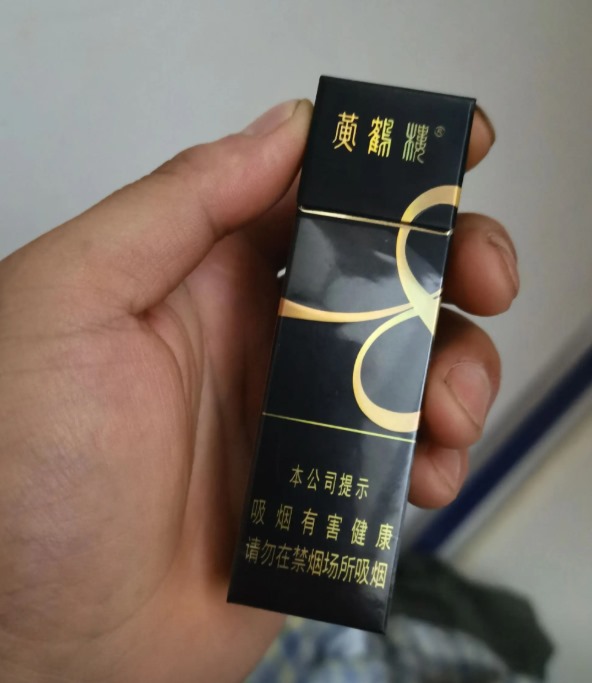 黄鹤楼®
本公司提示
吸烟有害健康
请勿在禁烟场所吸烟